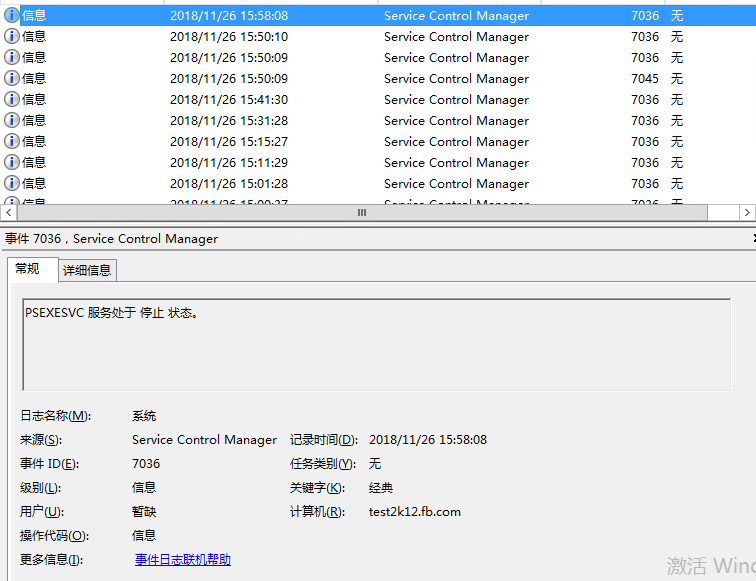 信息 2018/11/26 15:58:08 Service Control Manager 7036 无
信息 2018/11/26 15:50:10 Service Control Manager 7036 无
信息 2018/11/26 15:50:09 Service Control Manager 7036 无
信息 2018/11/26 15:50:09 Service Control Manager 7045 无
信息 2018/11/26 15:41:30 Service Control Manager 7036 无
信息 2018/11/26 15:31:28 Service Control Manager 7036 无
信息 2018/11/26 15:15:27 Service Control Manager 7036 无
信息 2018/11/26 15:11:29 Service Control Manager 7036 无
信息 2018/11/26 15:01:28 Service Control Manager 7036 无
事件 7036，Service Control Manager
常规 详细信息
PSEXESVC 服务处于 停止 状态。
日志名称(M): 系统
来源(S): Service Control Manager 记录时间(D): 2018/11/26 15:58:08
事件 ID(E): 7036 任务类别(Y): 无
级别(L): 信息 关键字(K): 经典
用户(U): 暂缺 计算机(R): test2k12.fb.com
操作代码(O): 信息
更多信息(I): 事件日志联机帮助
激活 Wind